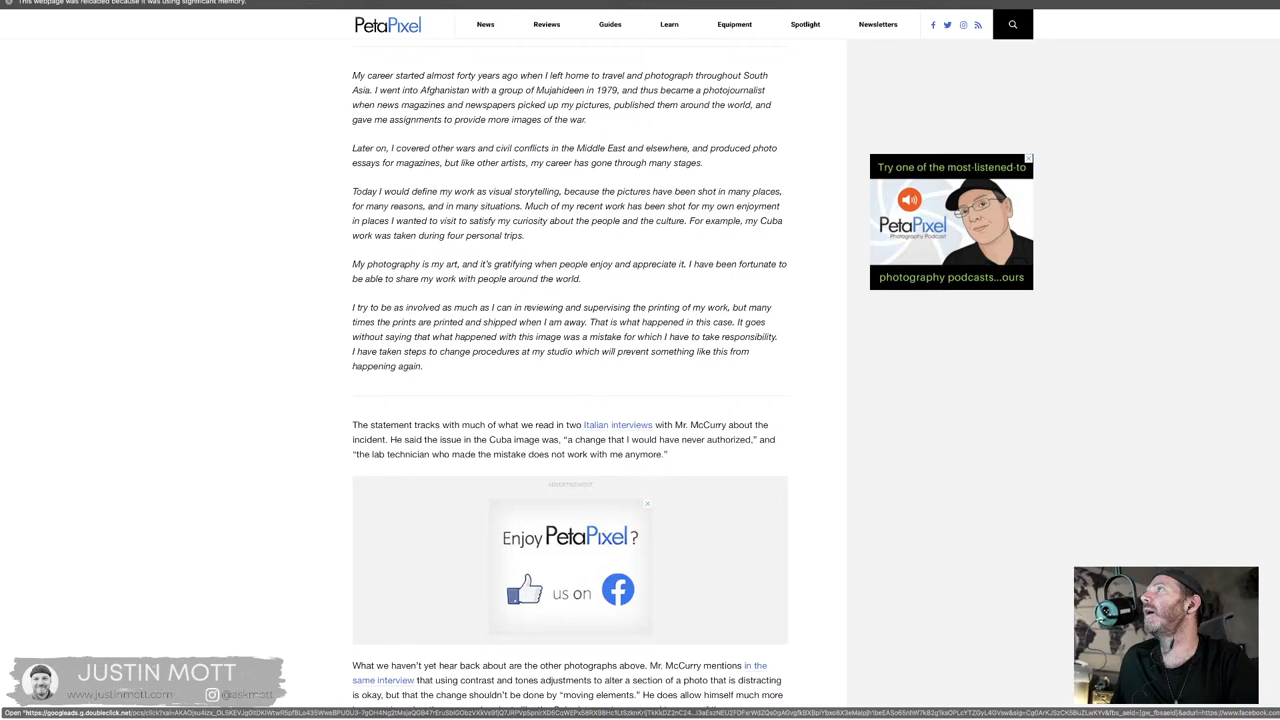 This webpage was reloaded because it was using significant memory.
PetaPixel
News
Reviews
Guides
Learn
Equipment
Spotlight
Newsletters
My career started almost forty years ago when I left home to travel and photograph throughout South
Asia. I went into Afghanistan with a group of Mujahideen in 1979, and thus became a photojournalist
when news magazines and newspapers picked up my pictures, published them around the world, and
gave me assignments to provide more images of the war.
Later on, I covered other wars and civil conflicts in the Middle East and elsewhere, and produced photo
essays for magazines, but like other artists, my career has gone through many stages.
Today I would define my work as visual storytelling, because the pictures have been shot in many places,
for many reasons, and in many situations. Much of my recent work has been shot for my own enjoyment
in places I wanted to visit to satisfy my curiosity about the people and the culture. For example, my Cuba
work was taken during four personal trips.
My photography is my art, and it's gratifying when people enjoy and appreciate it. I have been fortunate to
be able to share my work with people around the world.
I try to be as involved as much as I can in reviewing and supervising the printing of my work, but many
times the prints are printed and shipped when I am away. That is what happened in this case. It goes
without saying that what happened with this image was a mistake for which I have to take responsibility.
I have taken steps to change procedures at my studio which will prevent something like this from
happening again.
The statement tracks with much of what we read in two Italian interviews with Mr. McCurry about the
incident. He said the issue in the Cuba image was, “a change that I would have never authorized,” and
“the lab technician who made the mistake does not work with me anymore.”
ADVERTISEMENT
Enjoy PetaPixel?
us on
What we haven't yet hear back about are the other photographs above. Mr. McCurry mentions in the
same interview that using contrast and tones adjustments to alter a section of a photo that is distracting
is okay, but that the change shouldn't be done by “moving elements.” He does allow himself much more
Try one of the most-listened-to
PetaPixel
Photography Podcast
photography podcasts...ours
JUSTIN MOTT
www.justinmott.com
@askmott